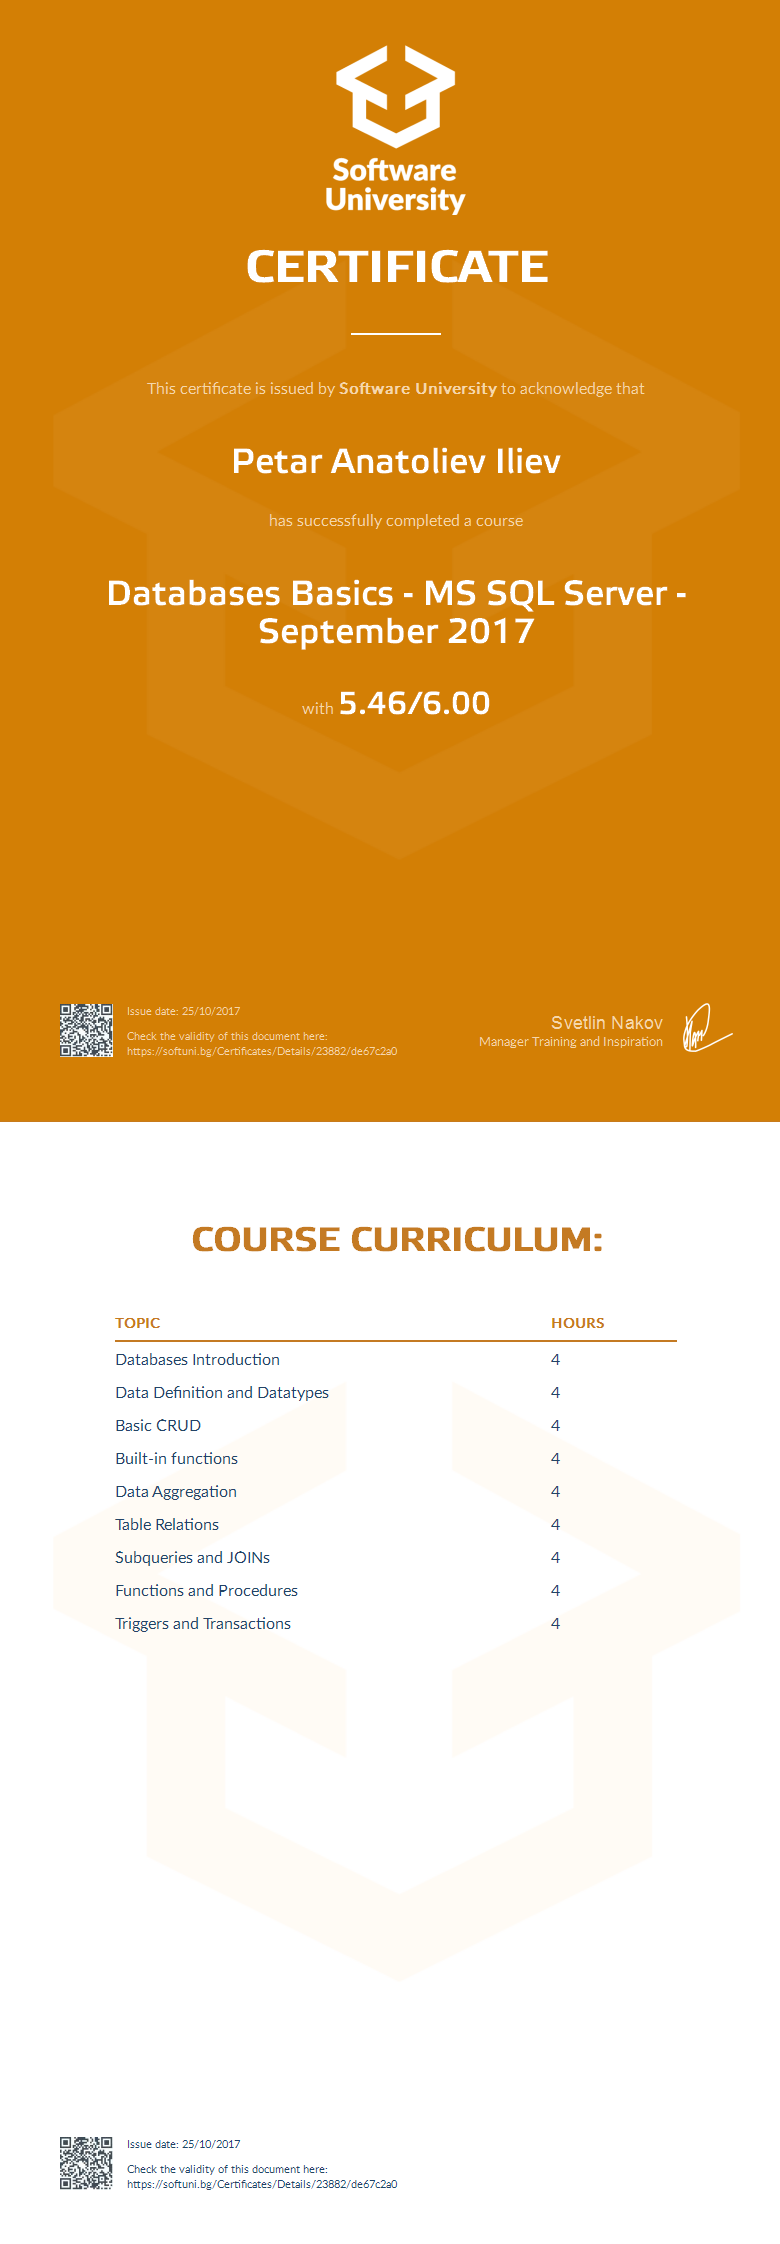 Software
University
CERTIFICATE
This certificate is issued by Software University to acknowledge that
Petar Anatoliev Iliev
has successfully completed a course
Databases Basics - MS SQL Server -
September 2017
with 5.46/6.00
Issue date: 25/10/2017
Check the validity of this document here:
https://softuni.bg/Certificates/Details/23882/de67c2a0
Svetlin Nakov
Manager Training and Inspiration
COURSE CURRICULUM:
TOPIC HOURS
Databases Introduction 4
Data Definition and Datatypes 4
Basic CRUD 4
Built-in functions 4
Data Aggregation 4
Table Relations 4
Subqueries and JOINs 4
Functions and Procedures 4
Triggers and Transactions 4
Issue date: 25/10/2017
Check the validity of this document here:
https://softuni.bg/Certificates/Details/23882/de67c2a0